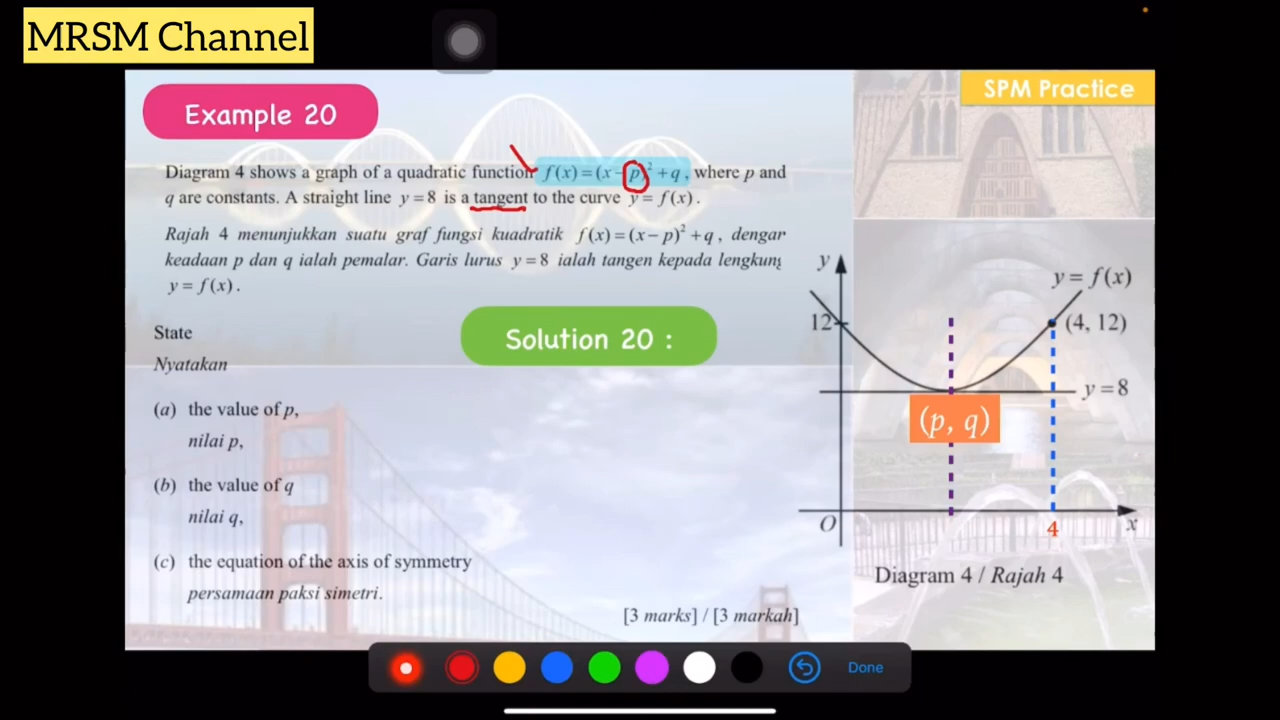 MRSM Channel
SPM Practice
Example 20
Diagram 4 shows a graph of a quadratic function f(x) = (x − p)² + q , where p and
q are constants. A straight line y = 8 is a tangent to the curve y = f(x) .
Rajah 4 menunjukkan suatu graf fungsi kuadratik f(x) = (x − p)² + q , dengan
keadaan p dan q ialah pemalar. Garis lurus y = 8 ialah tangen kepada lengkung
y = f(x) .
Solution 20 :
State
Nyatakan
(a) the value of p,
nilai p,
(b) the value of q
nilai q,
(c) the equation of the axis of symmetry
persamaan paksi simetri.
[3 marks] / [3 markah]
y
y = f(x)
12
(4, 12)
y = 8
(p, q)
O
4
x
Diagram 4 / Rajah 4
Done